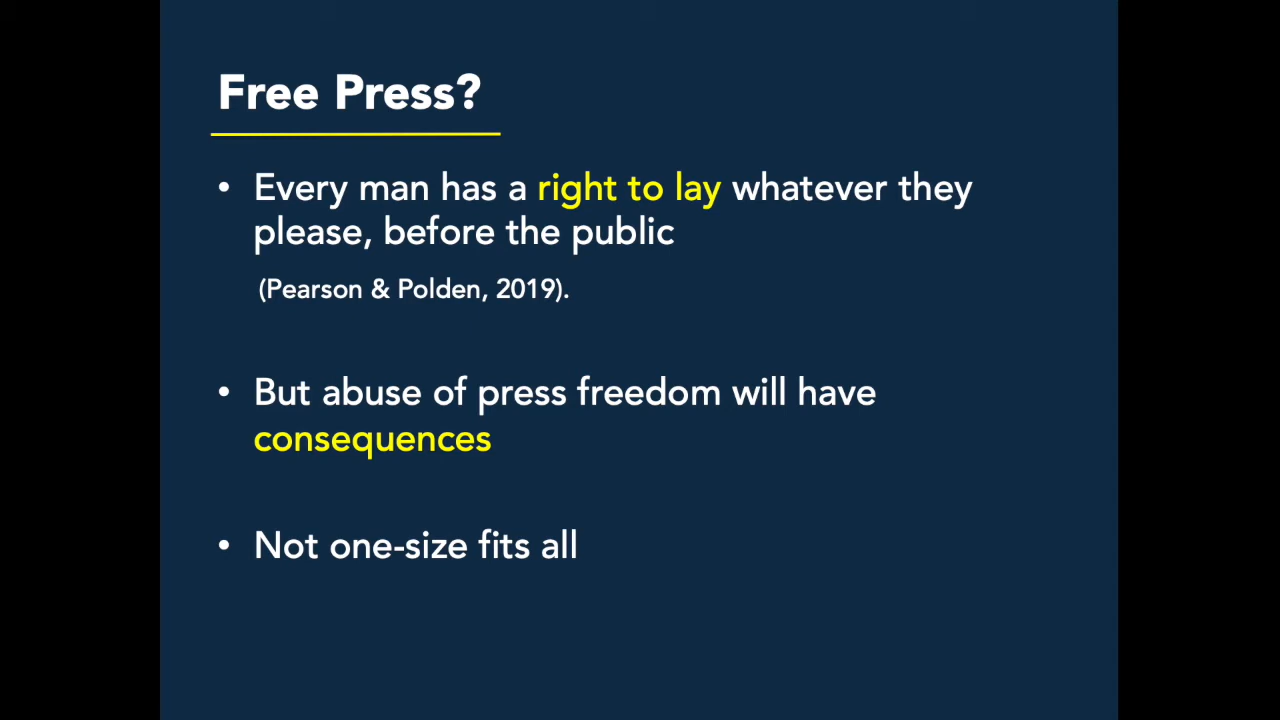 Free Press?
• Every man has a right to lay whatever they
please, before the public
(Pearson & Polden, 2019).
• But abuse of press freedom will have
consequences
• Not one-size fits all